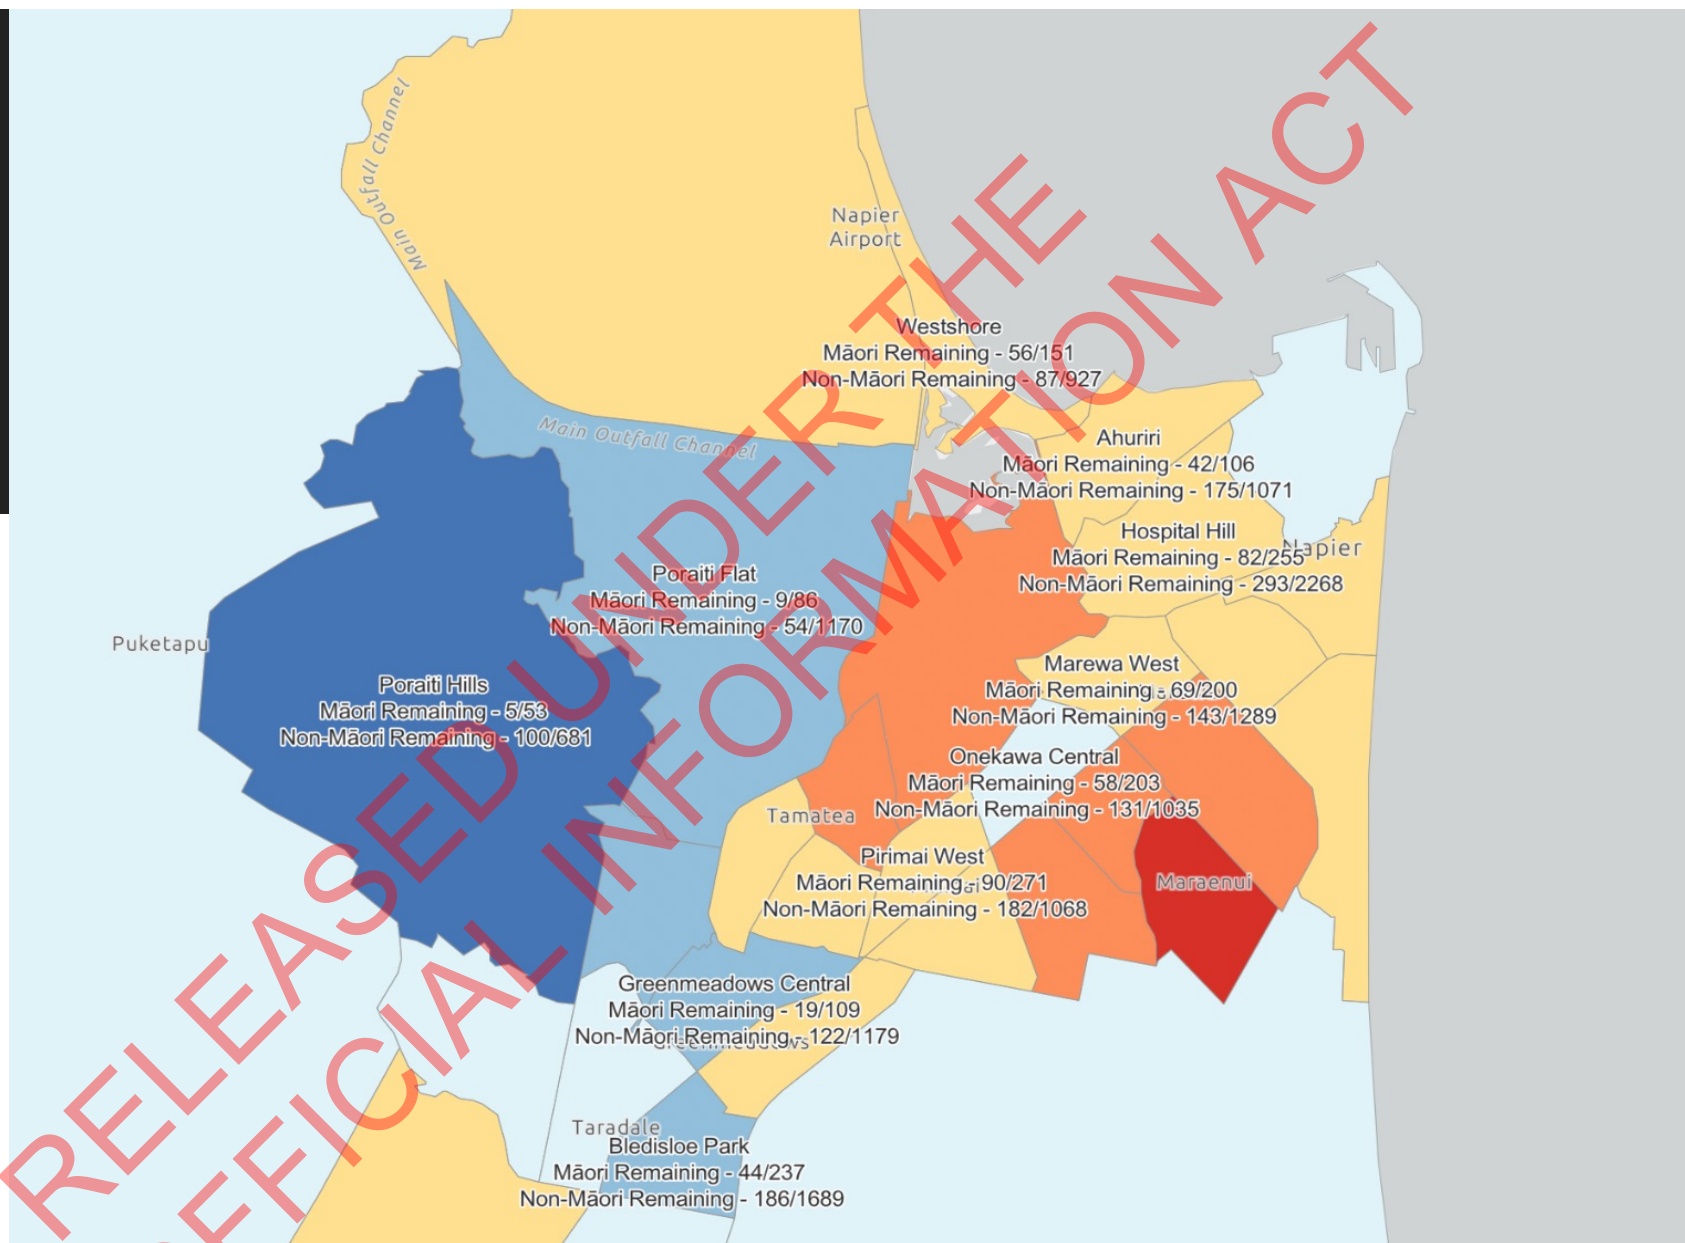 Main Outfall Channel
Main Outfall Channel
Napier
Airport
Westshore
Māori Remaining - 56/151
Non-Māori Remaining - 87/927
Main Outfall Channel
Ahuriri
Māori Remaining - 42/106
Non-Māori Remaining - 175/1071
Hospital Hill
Māori Remaining - 82/255
Non-Māori Remaining - 293/2268
Napier
Poraiti Flat
Māori Remaining - 9/86
Non-Māori Remaining - 54/1170
Puketapu
Marewa West
Māori Remaining - 69/200
Non-Māori Remaining - 143/1289
Poraiti Hills
Māori Remaining - 5/53
Non-Māori Remaining - 100/681
Onekawa Central
Māori Remaining - 58/203
Non-Māori Remaining - 131/1035
Tamatea
Pirimai West
Māori Remaining - 90/271
Non-Māori Remaining - 182/1068
Maraenui
Greenmeadows Central
Māori Remaining - 19/109
Non-Māori Remaining - 122/1179
Greenmeadows
Taradale
Bledisloe Park
Māori Remaining - 44/237
Non-Māori Remaining - 186/1689
RELEASED UNDER THE
OFFICIAL INFORMATION ACT